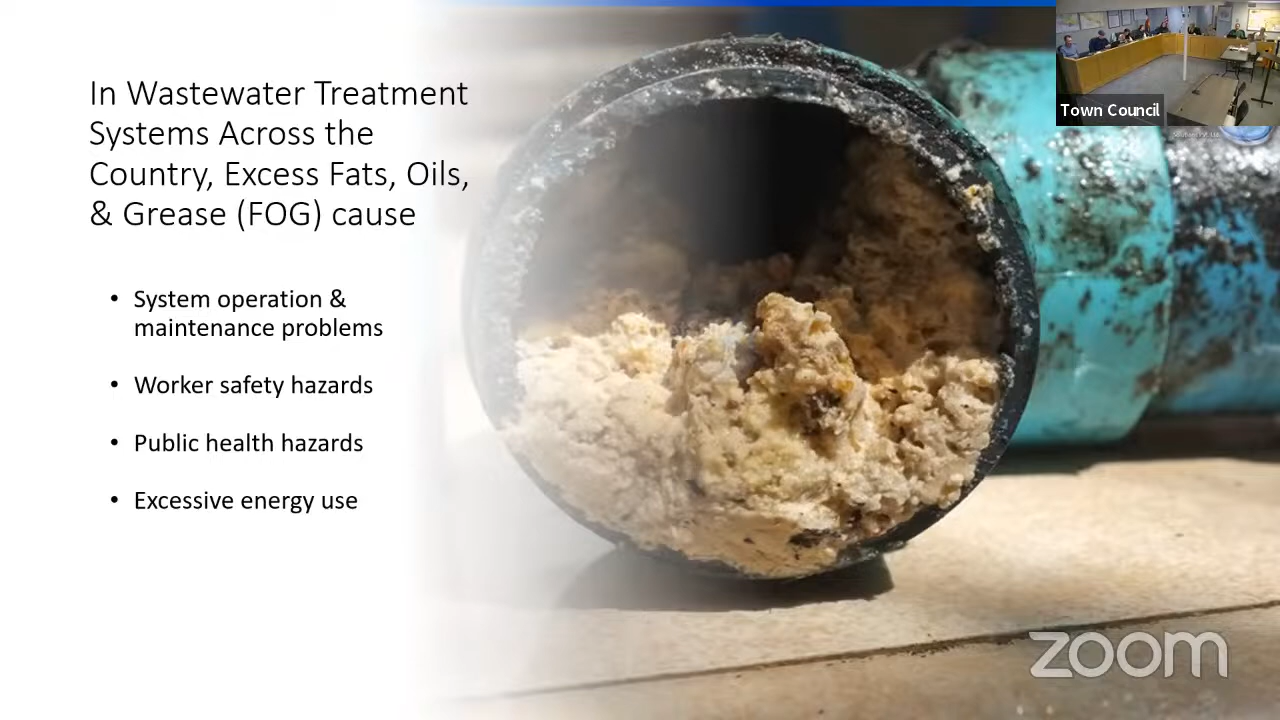 In Wastewater Treatment
Systems Across the
Country, Excess Fats, Oils,
& Grease (FOG) cause
• System operation &
maintenance problems
• Worker safety hazards
• Public health hazards
• Excessive energy use
Town Council
zoom